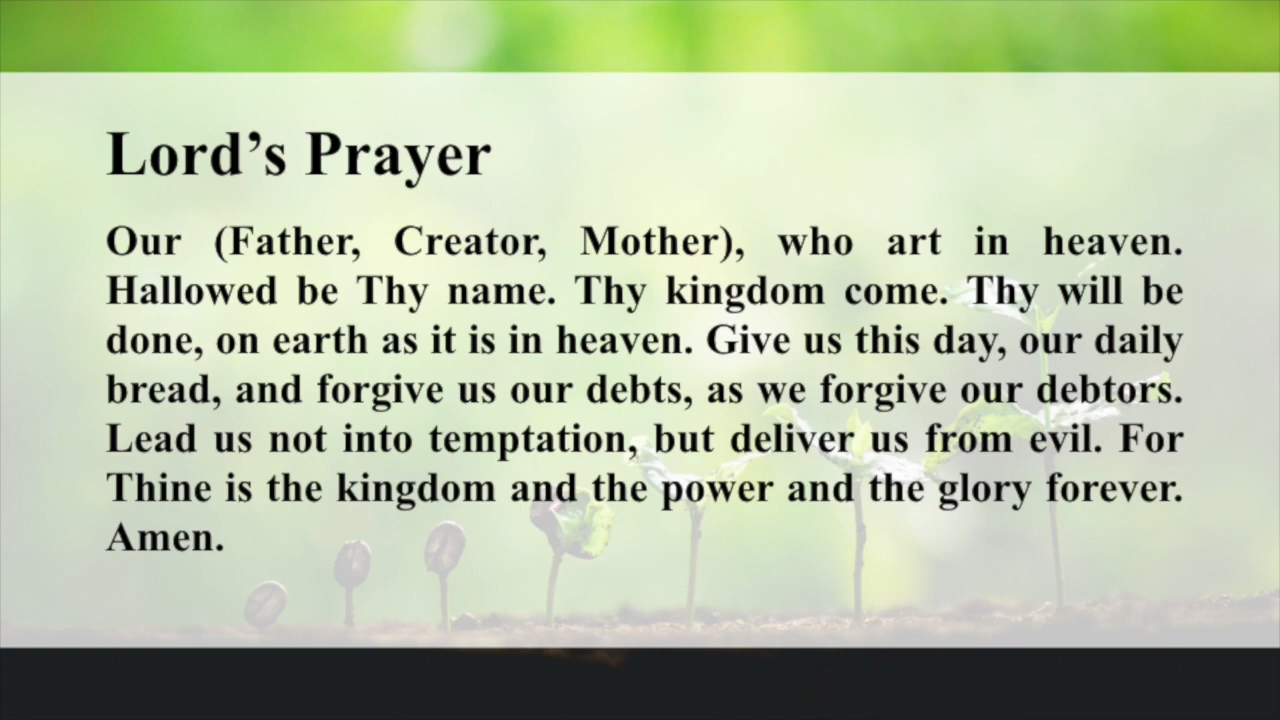 Lord’s Prayer
Our (Father, Creator, Mother), who art in heaven.
Hallowed be Thy name. Thy kingdom come. Thy will be
done, on earth as it is in heaven. Give us this day, our daily
bread, and forgive us our debts, as we forgive our debtors.
Lead us not into temptation, but deliver us from evil. For
Thine is the kingdom and the power and the glory forever.
Amen.